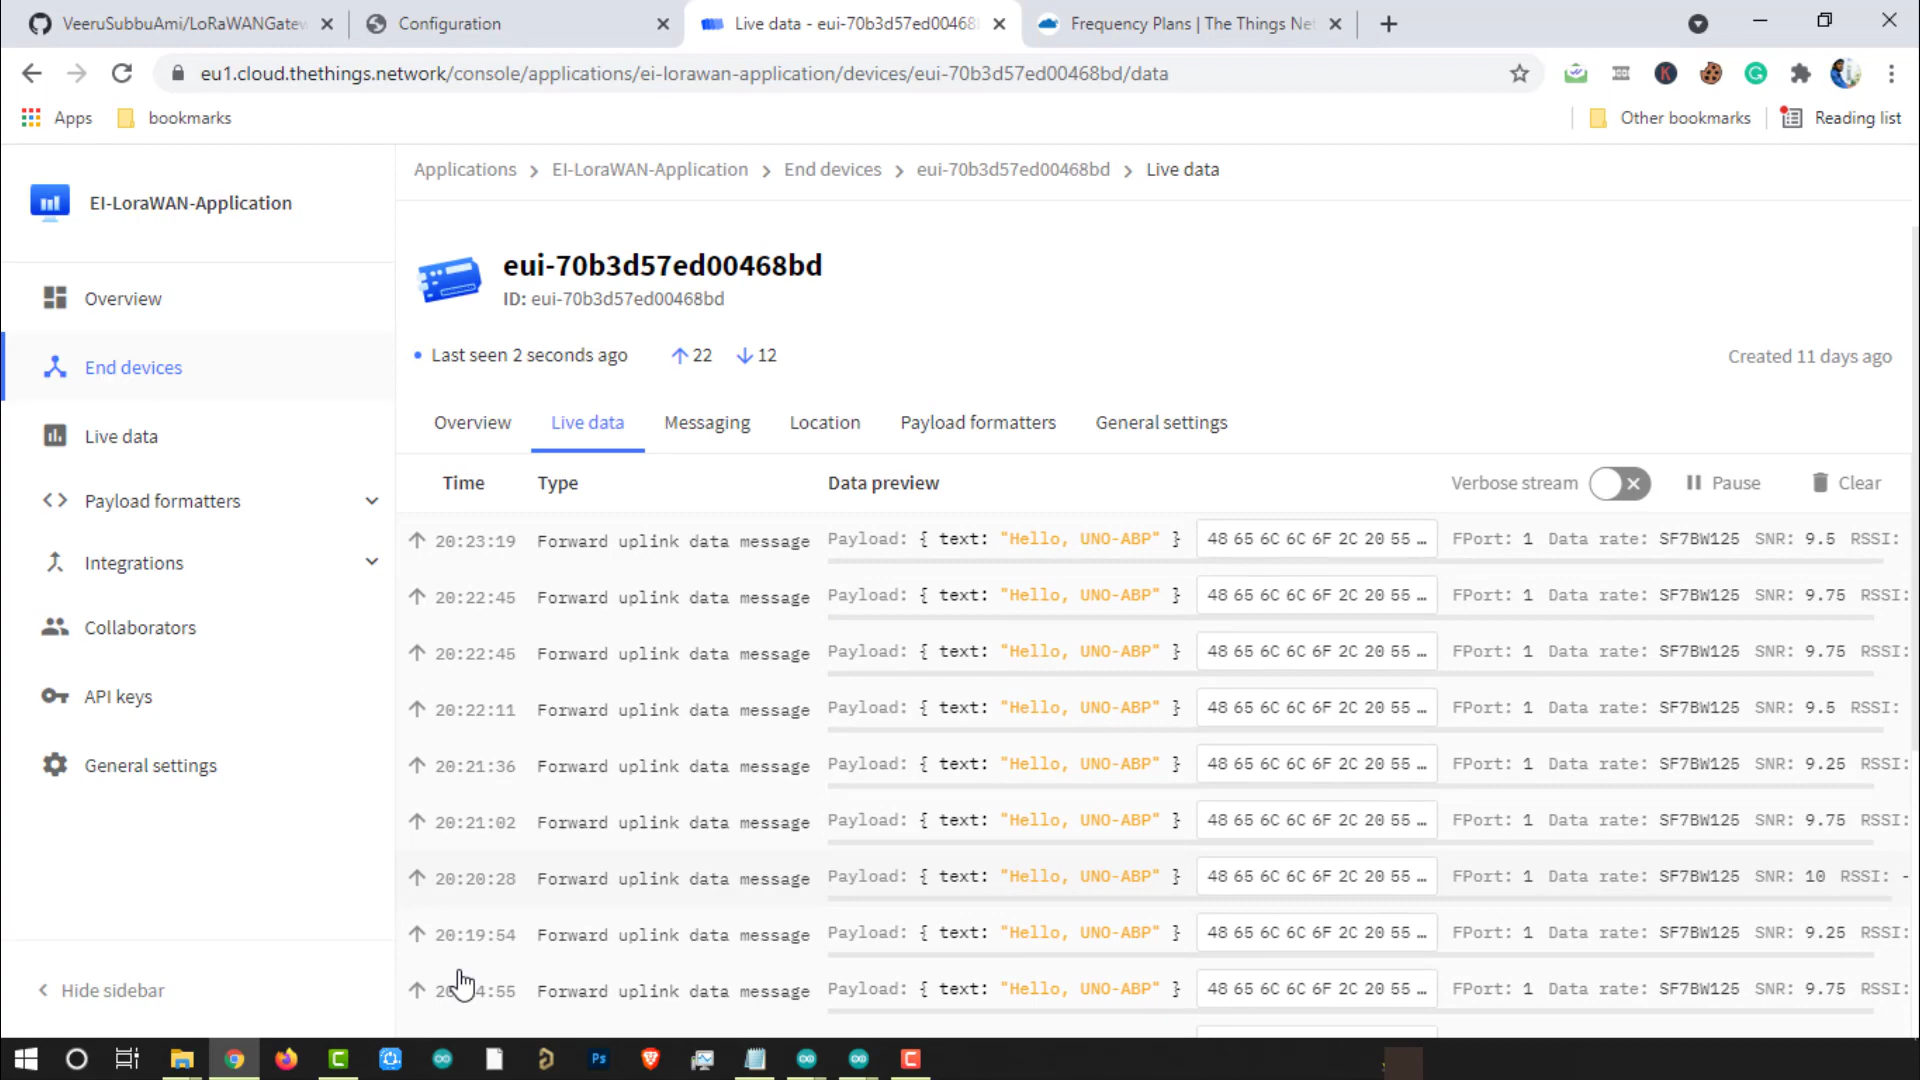 VeeruSubbuAmi/LoRaWANGatew
Configuration
Live data - eui-70b3d57ed00468
Frequency Plans | The Things Net
eu1.cloud.thethings.network/console/applications/ei-lorawan-application/devices/eui-70b3d57ed00468bd/data
Apps
bookmarks
Other bookmarks
Reading list
EI-LoraWAN-Application
Overview
End devices
Live data
Payload formatters
Integrations
Collaborators
API keys
General settings
Hide sidebar
Applications > EI-LoraWAN-Application > End devices > eui-70b3d57ed00468bd > Live data
eui-70b3d57ed00468bd
ID: eui-70b3d57ed00468bd
Last seen 2 seconds ago ↑ 22 ↓ 12
Created 11 days ago
Overview Live data Messaging Location Payload formatters General settings
Time Type Data preview Verbose stream Pause Clear
↑ 20:23:19 Forward uplink data message Payload: { text: "Hello, UNO-ABP" } 48 65 6C 6C 6F 2C 20 55 … FPort: 1 Data rate: SF7BW125 SNR: 9.5 RSSI:
↑ 20:22:45 Forward uplink data message Payload: { text: "Hello, UNO-ABP" } 48 65 6C 6C 6F 2C 20 55 … FPort: 1 Data rate: SF7BW125 SNR: 9.75 RSSI:
↑ 20:22:45 Forward uplink data message Payload: { text: "Hello, UNO-ABP" } 48 65 6C 6C 6F 2C 20 55 … FPort: 1 Data rate: SF7BW125 SNR: 9.75 RSSI:
↑ 20:22:11 Forward uplink data message Payload: { text: "Hello, UNO-ABP" } 48 65 6C 6C 6F 2C 20 55 … FPort: 1 Data rate: SF7BW125 SNR: 9.5 RSSI:
↑ 20:21:36 Forward uplink data message Payload: { text: "Hello, UNO-ABP" } 48 65 6C 6C 6F 2C 20 55 … FPort: 1 Data rate: SF7BW125 SNR: 9.25 RSSI:
↑ 20:21:02 Forward uplink data message Payload: { text: "Hello, UNO-ABP" } 48 65 6C 6C 6F 2C 20 55 … FPort: 1 Data rate: SF7BW125 SNR: 9.75 RSSI:
↑ 20:20:28 Forward uplink data message Payload: { text: "Hello, UNO-ABP" } 48 65 6C 6C 6F 2C 20 55 … FPort: 1 Data rate: SF7BW125 SNR: 10 RSSI: -
↑ 20:19:54 Forward uplink data message Payload: { text: "Hello, UNO-ABP" } 48 65 6C 6C 6F 2C 20 55 … FPort: 1 Data rate: SF7BW125 SNR: 9.25 RSSI:
↑ Forward uplink data message Payload: { text: "Hello, UNO-ABP" } 48 65 6C 6C 6F 2C 20 55 … FPort: 1 Data rate: SF7BW125 SNR: 9.75 RSSI:
Ps